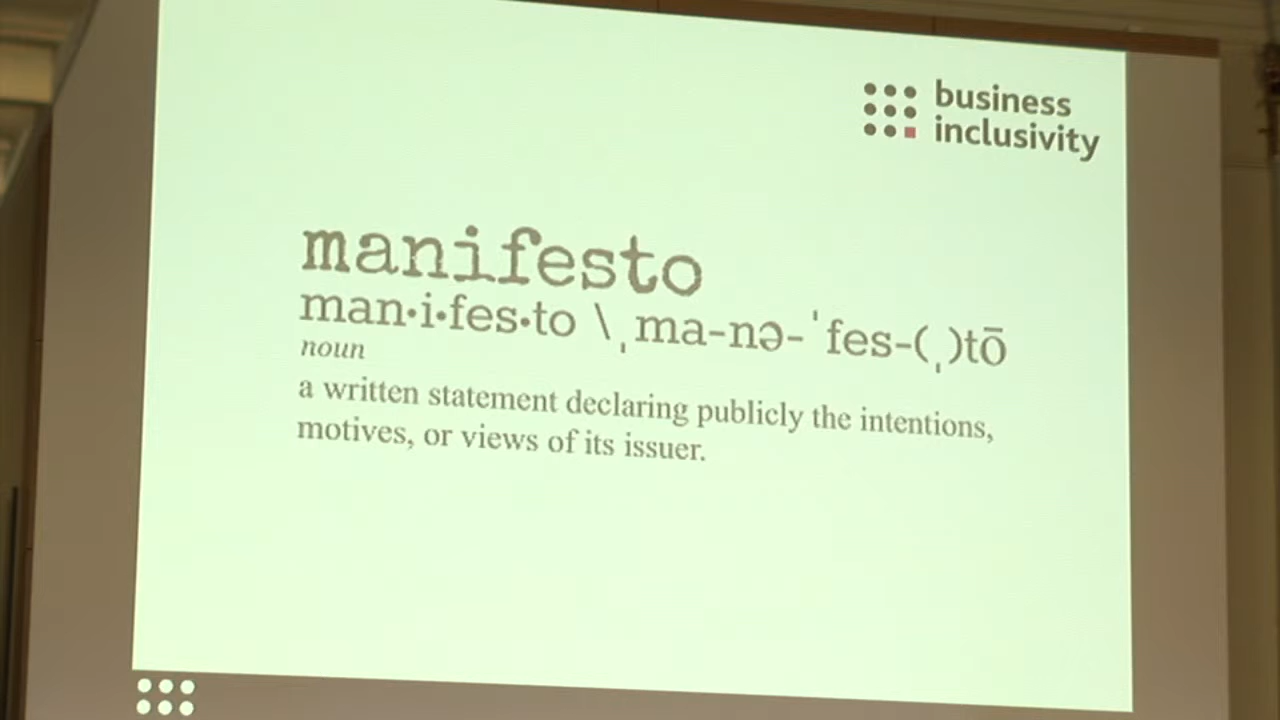 business
inclusivity
manifesto
man·i·fes·to \ˌma-nə-ˈfes-(ˌ)tō
noun
a written statement declaring publicly the intentions,
motives, or views of its issuer.